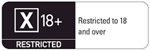 X 18+
RESTRICTED
Restricted to 18
and over